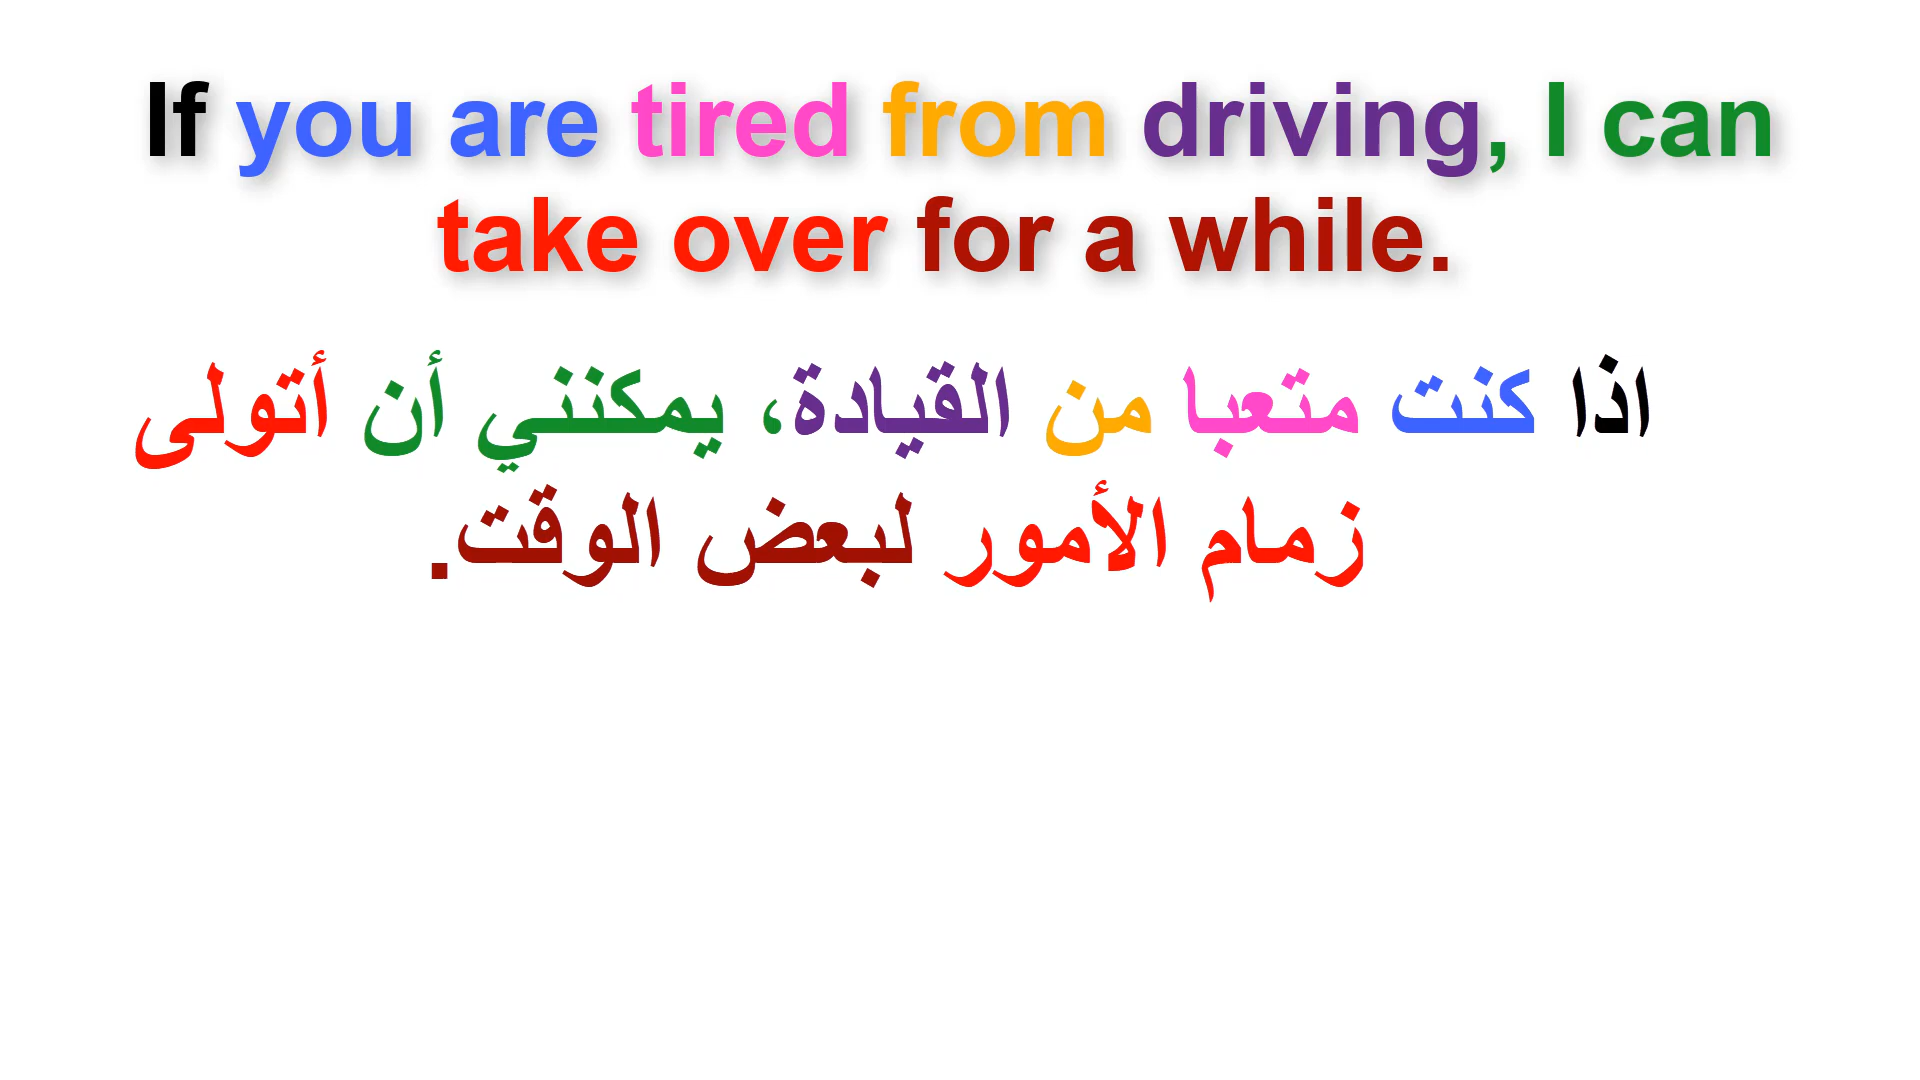 If you are tired from driving, I can
take over for a while.
اذا كنت متعبا من القيادة، يمكنني أن أتولى
زمام الأمور لبعض الوقت.